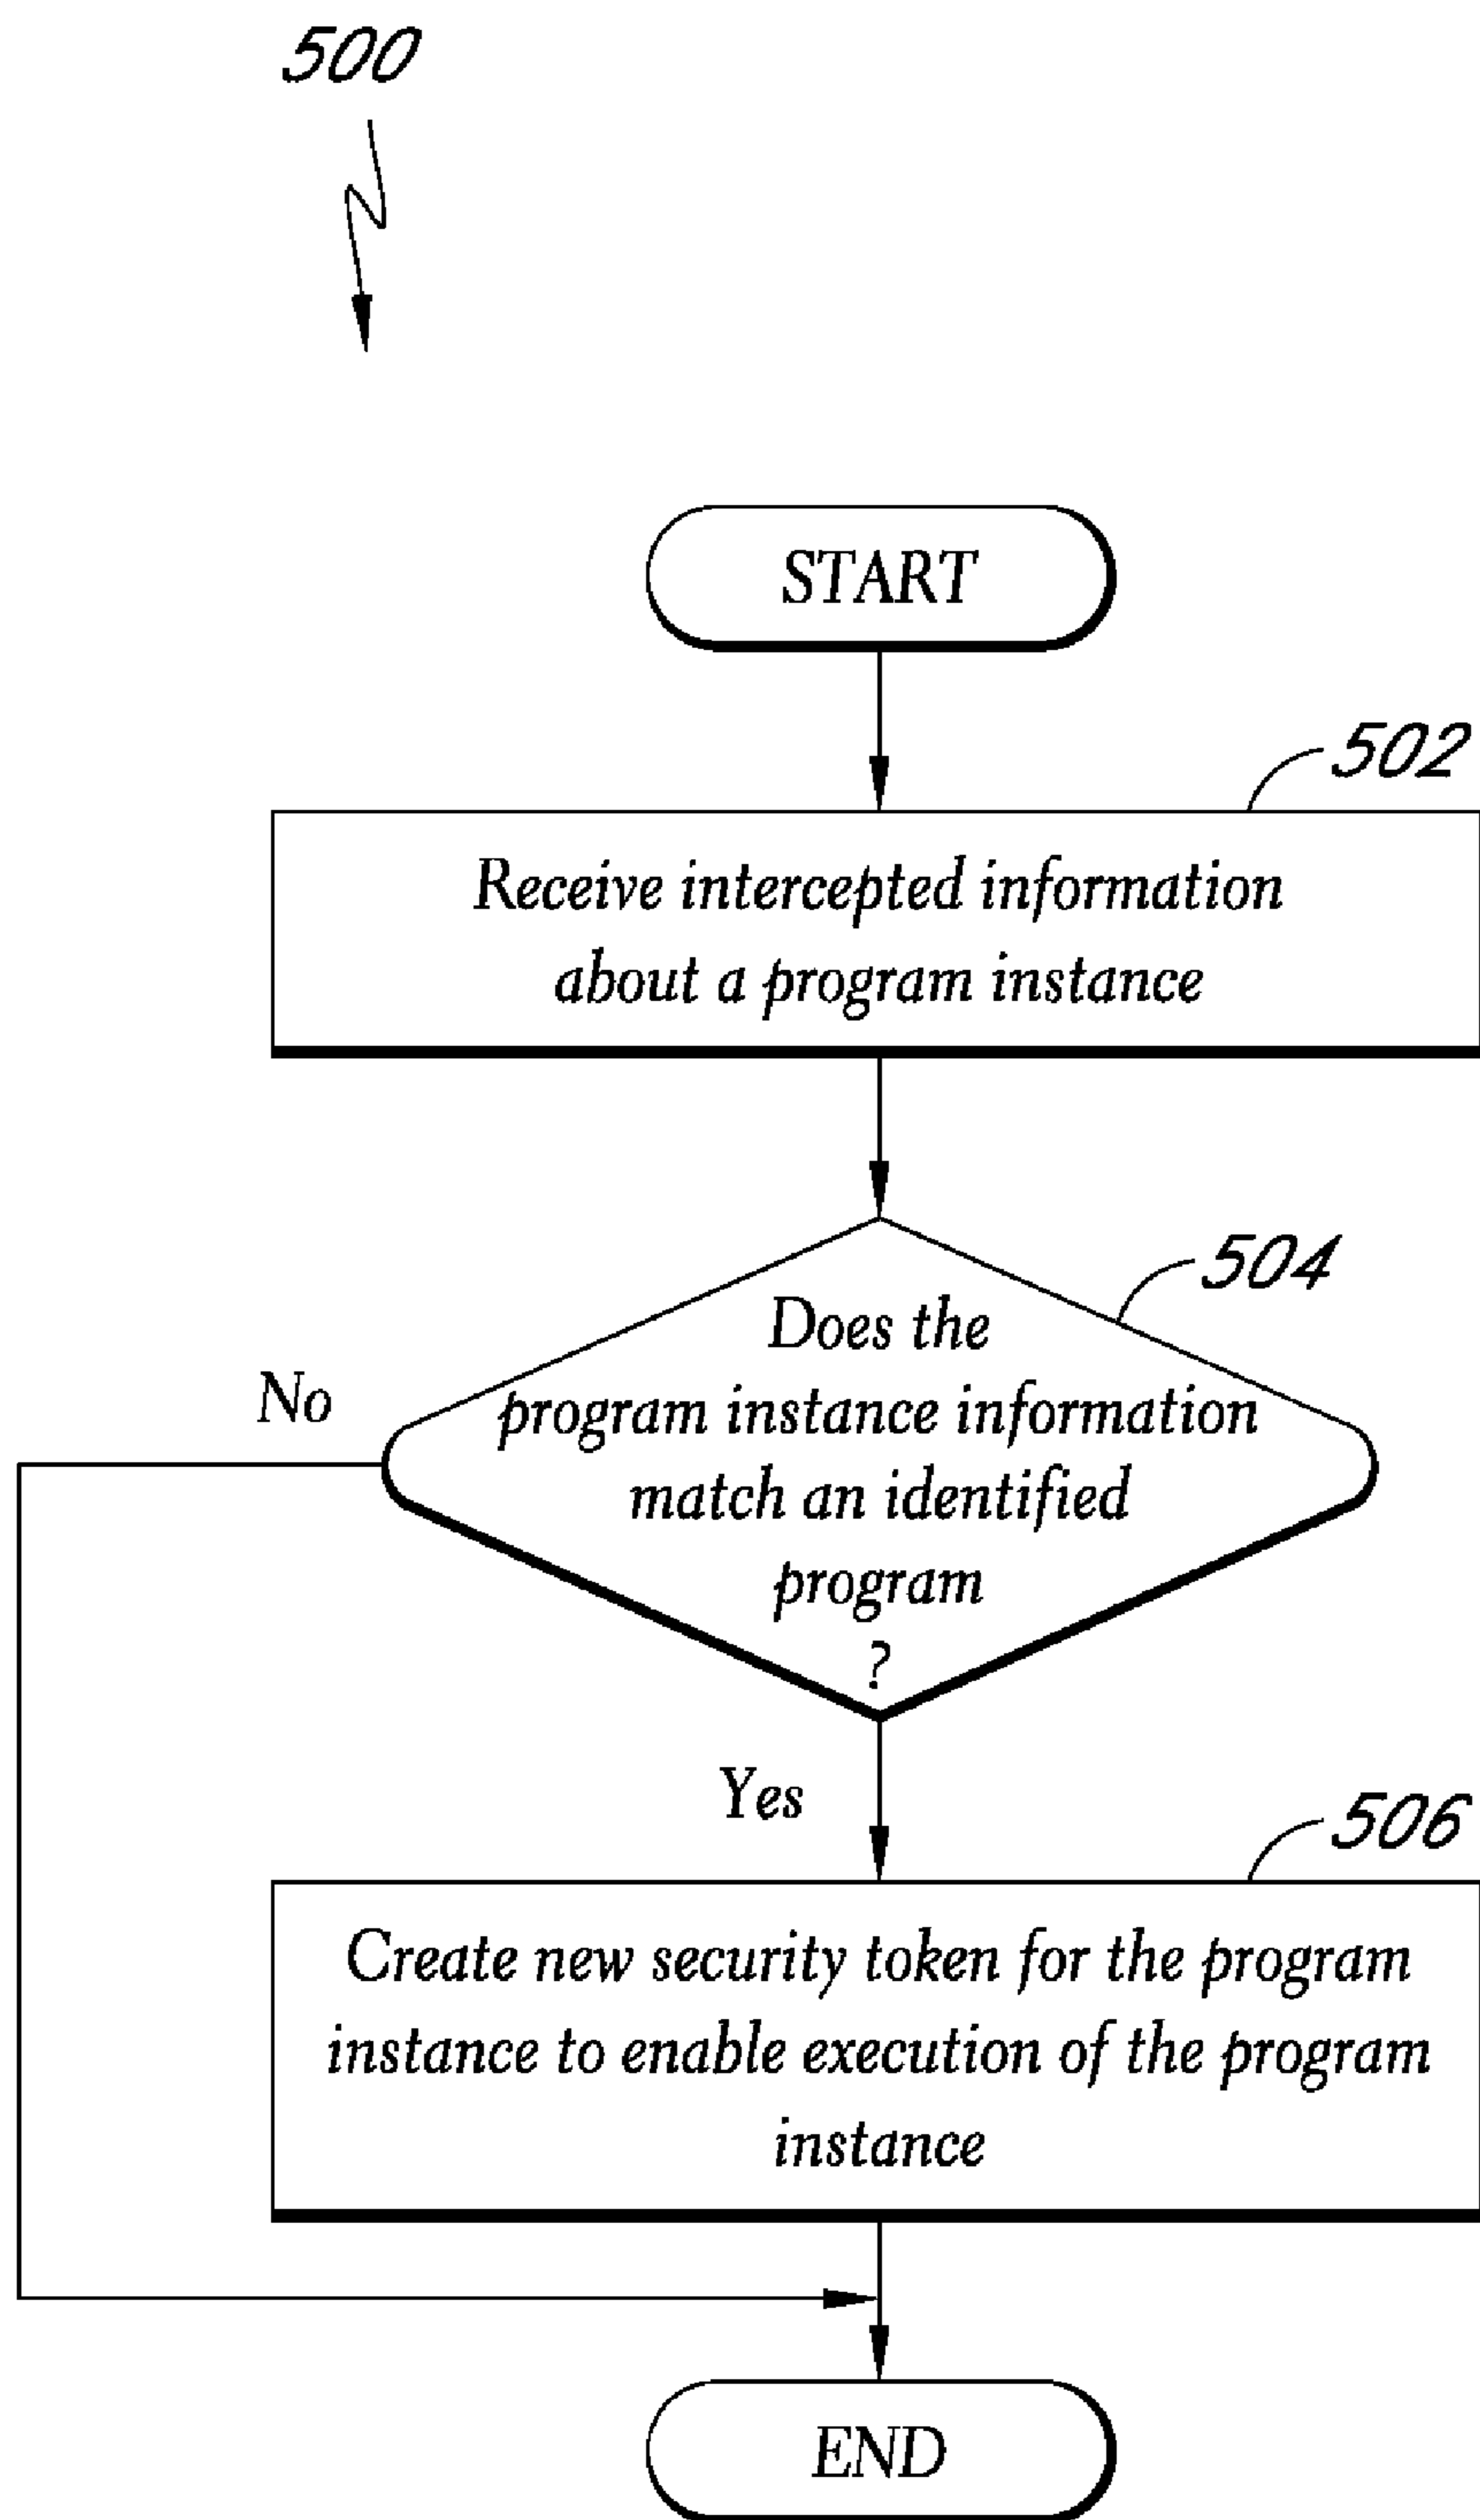 500
START
502
Receive intercepted information
about a program instance
504
Does the
program instance information
match an identified
program
?
No
Yes
506
Create new security token for the program
instance to enable execution of the program
instance
END